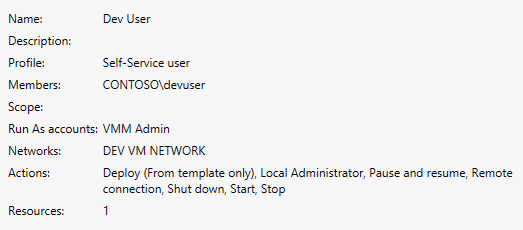 Name: Dev User
Description:
Profile: Self-Service user
Members: CONTOSO\devuser
Scope:
Run As accounts: VMM Admin
Networks: DEV VM NETWORK
Actions: Deploy (From template only), Local Administrator, Pause and resume, Remote
connection, Shut down, Start, Stop
Resources: 1